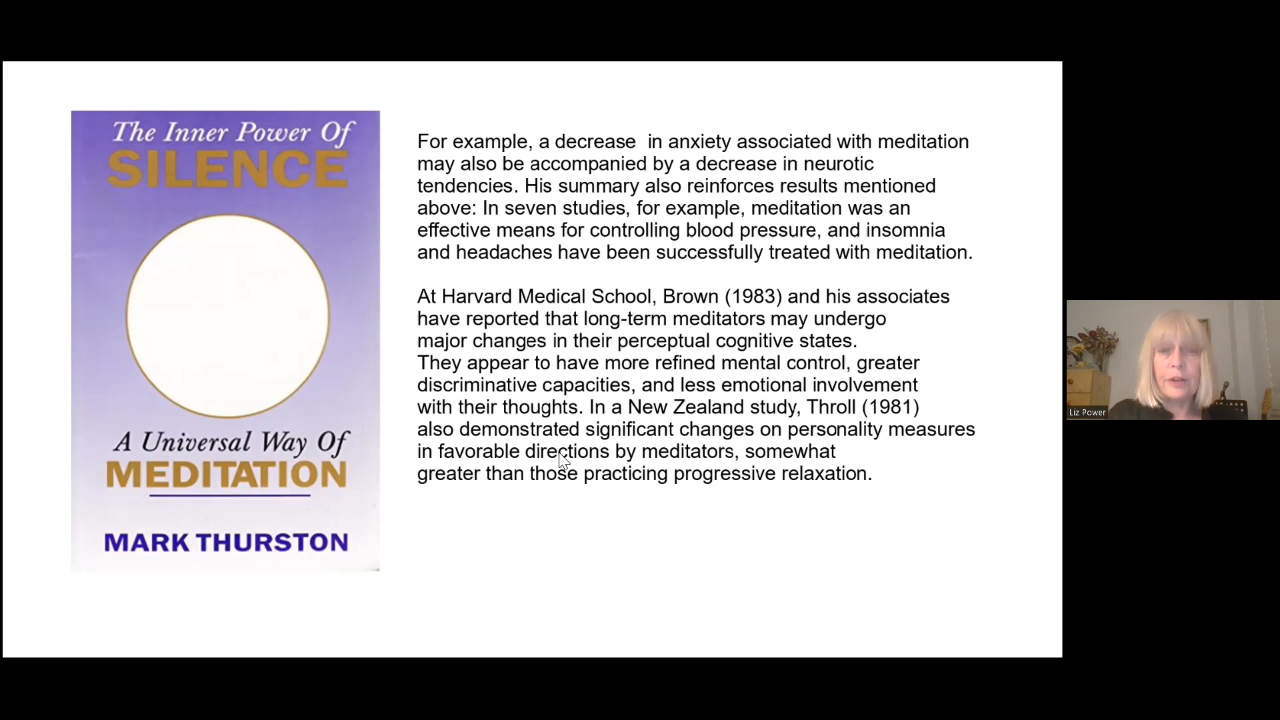 The Inner Power Of
SILENCE
A Universal Way Of
MEDITATION
MARK THURSTON
For example, a decrease  in anxiety associated with meditation
may also be accompanied by a decrease in neurotic
tendencies. His summary also reinforces results mentioned
above: In seven studies, for example, meditation was an
effective means for controlling blood pressure, and insomnia
and headaches have been successfully treated with meditation.
At Harvard Medical School, Brown (1983) and his associates
have reported that long-term meditators may undergo
major changes in their perceptual cognitive states.
They appear to have more refined mental control, greater
discriminative capacities, and less emotional involvement
with their thoughts. In a New Zealand study, Throll (1981)
also demonstrated significant changes on personality measures
in favorable directions by meditators, somewhat
greater than those practicing progressive relaxation.
Liz Power